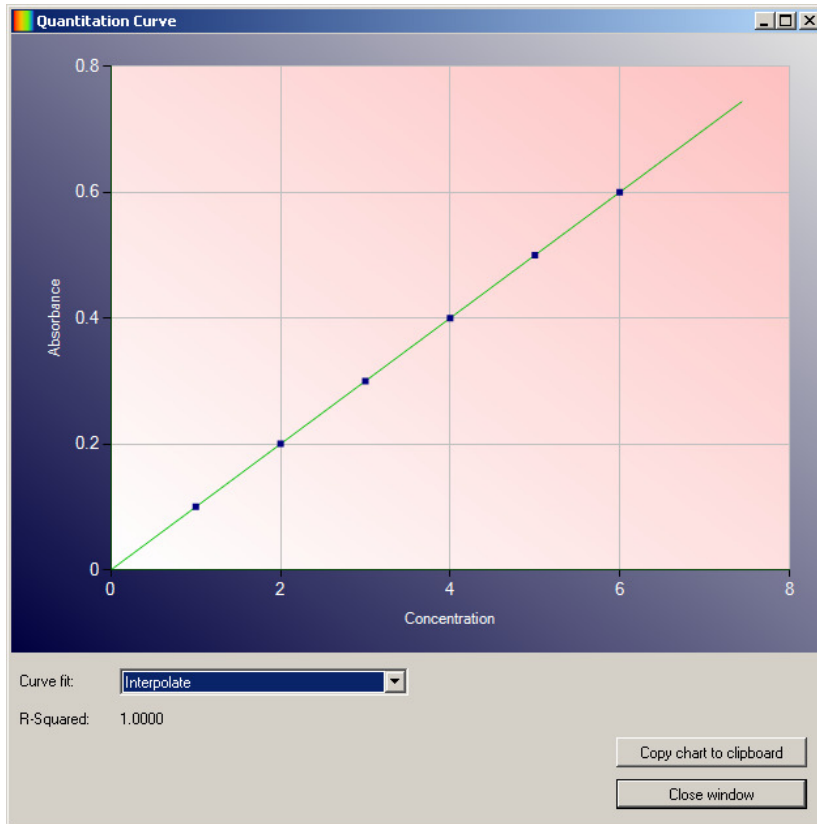 Quantitation Curve
0.8
0.6
0.4
0.2
0
Absorbance
0 2 4 6 8
Concentration
Curve fit: Interpolate
R-Squared: 1.0000
Copy chart to clipboard
Close window